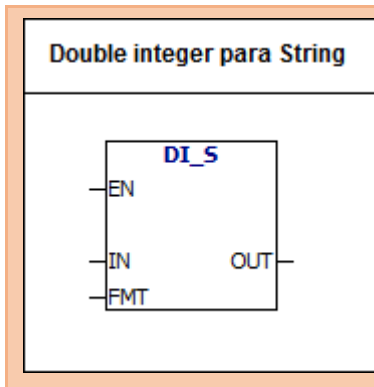 Double integer para String
DI_S
EN
IN OUT
FMT